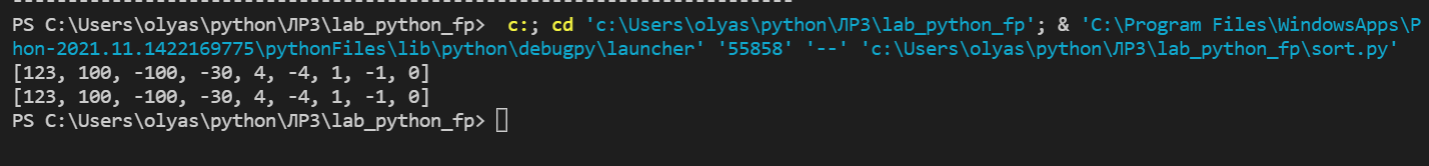 PS C:\Users\olyas\python\ЛР3\lab_python_fp>  c:; cd 'c:\Users\olyas\python\ЛР3\lab_python_fp'; & 'C:\Program Files\WindowsApps\P
hon-2021.11.1422169775\pythonFiles\lib\python\debugpy\launcher' '55858' '--' 'c:\Users\olyas\python\ЛР3\lab_python_fp\sort.py'
[123, 100, -100, -30, 4, -4, 1, -1, 0]
[123, 100, -100, -30, 4, -4, 1, -1, 0]
PS C:\Users\olyas\python\ЛР3\lab_python_fp>